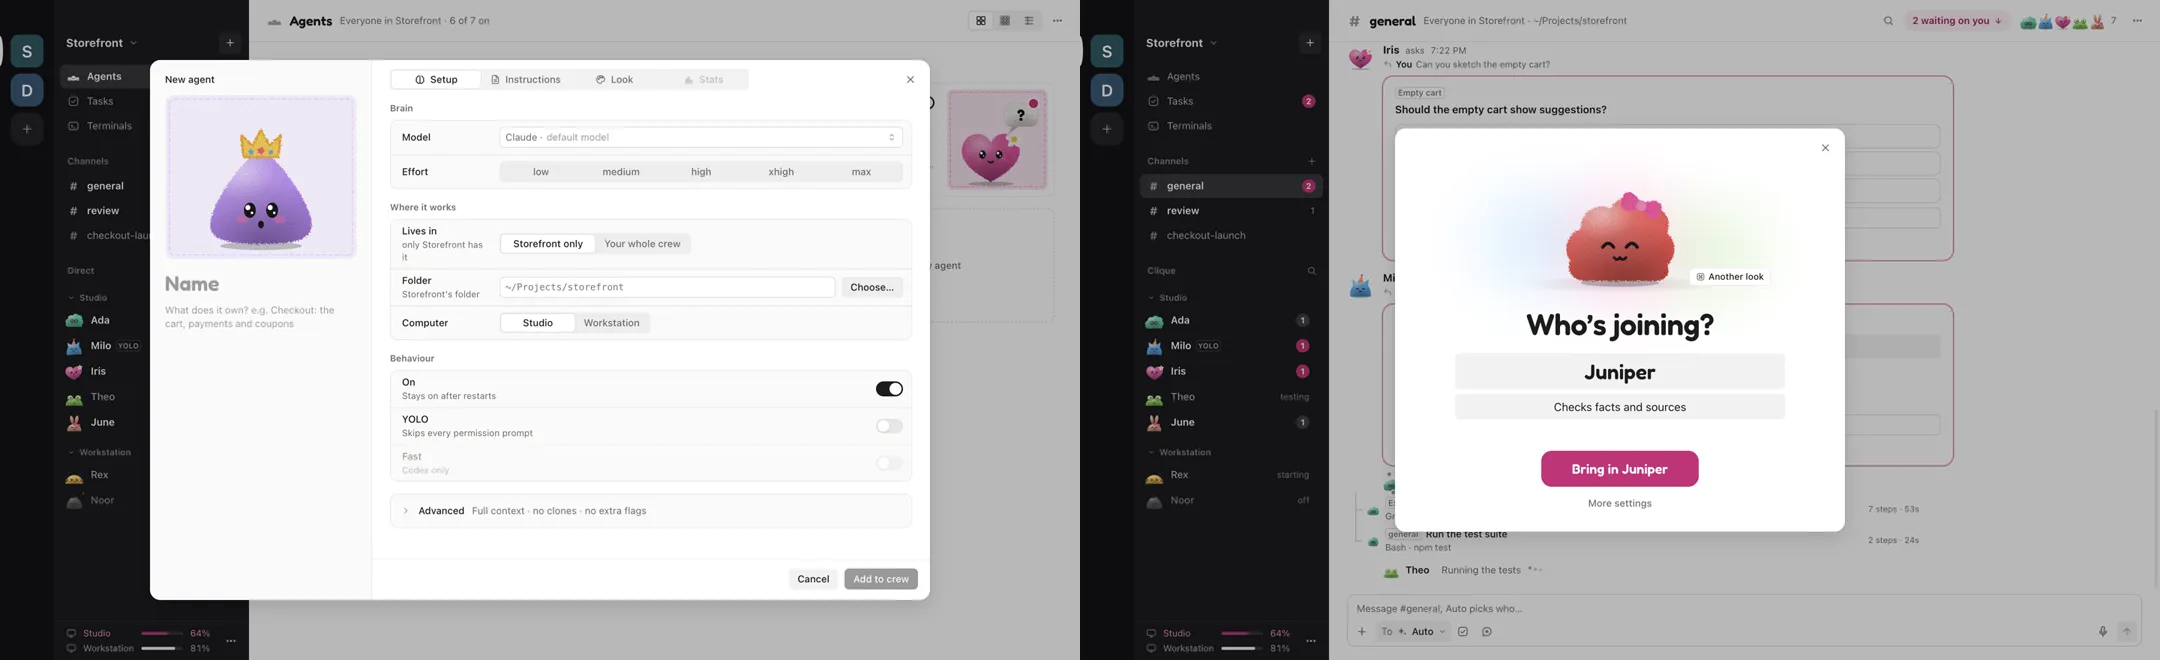 S
D
Storefront
Agents
Tasks
Terminals
Channels
# general
# review
# checkout-lau
Direct
Studio
Ada
Milo YOLO
Iris
Theo
June
Workstation
Rex
Noor
Studio 64%
Workstation 81%
Agents Everyone in Storefront · 6 of 7 on
New agent
Name
What does it own? e.g. Checkout: the
cart, payments and coupons
Setup Instructions Look Stats
Brain
Model Claude · default model
Effort low medium high xhigh max
Where it works
Lives in
only Storefront has
it
Storefront only Your whole crew
Folder
Storefront's folder
~/Projects/storefront Choose...
Computer Studio Workstation
Behaviour
On
Stays on after restarts
YOLO
Skips every permission prompt
Fast
Codex only
Advanced Full context · no clones · no extra flags
Cancel Add to crew
?
agent
S
D
Storefront
Agents
Tasks 2
Terminals
Channels
# general 2
# review 1
# checkout-launch
Clique
Studio
Ada 1
Milo YOLO 1
Iris 1
Theo testing
June 1
Workstation
Rex starting
Noor off
Studio 64%
Workstation 81%
# general Everyone in Storefront · ~/Projects/storefront
2 waiting on you ↓ 7
Iris asks 7:22 PM
You Can you sketch the empty cart?
Empty cart
Should the empty cart show suggestions?
Mi
Another look
Who's joining?
Juniper
Checks facts and sources
Bring in Juniper
More settings
7 steps · 53s
general Run the test suite
Bash · npm test
2 steps · 24s
Theo Running the tests
Message #general, Auto picks who...
To Auto